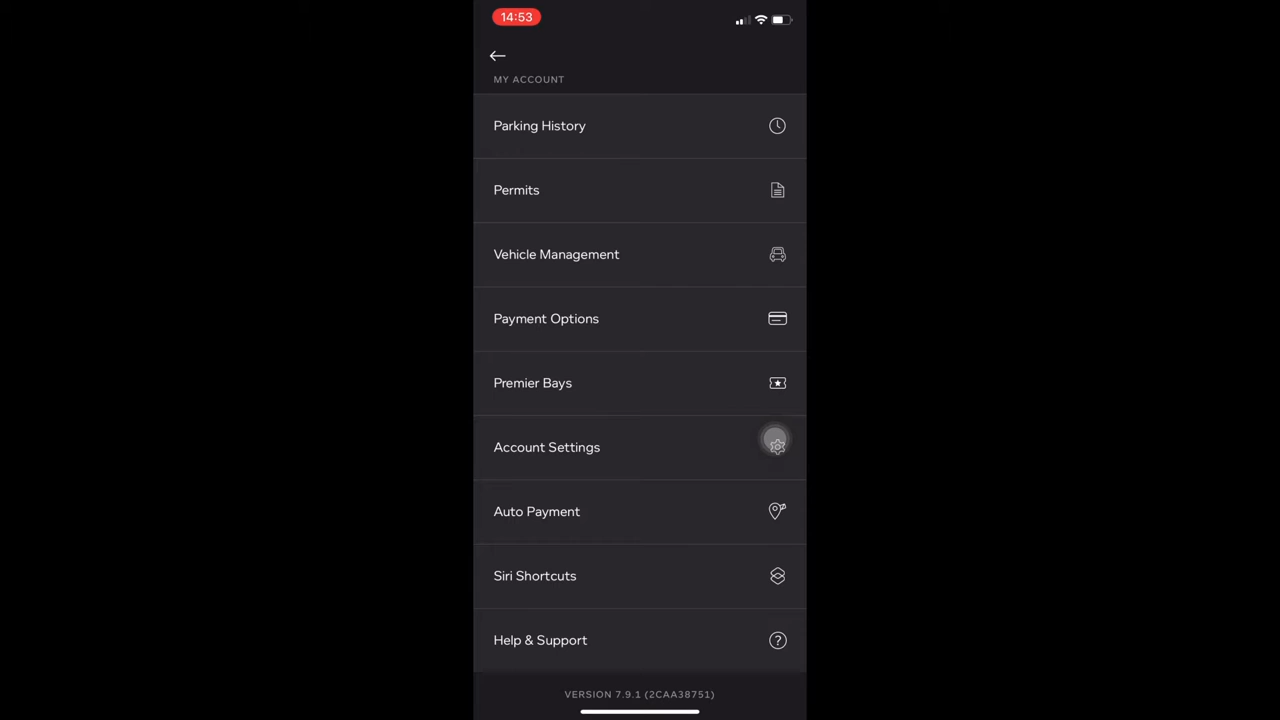 14:53
MY ACCOUNT
Parking History
Permits
Vehicle Management
Payment Options
Premier Bays
Account Settings
Auto Payment
Siri Shortcuts
Help & Support
VERSION 7.9.1 (2CAA38751)